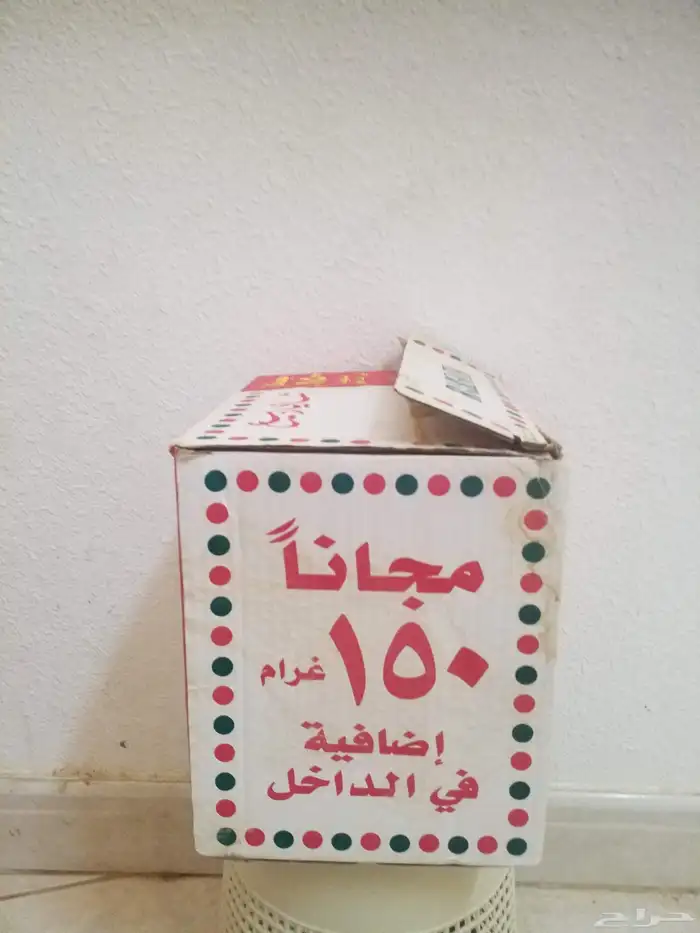 مجاناً
١٥٠ غرام
إضافية
في الداخل
حراج